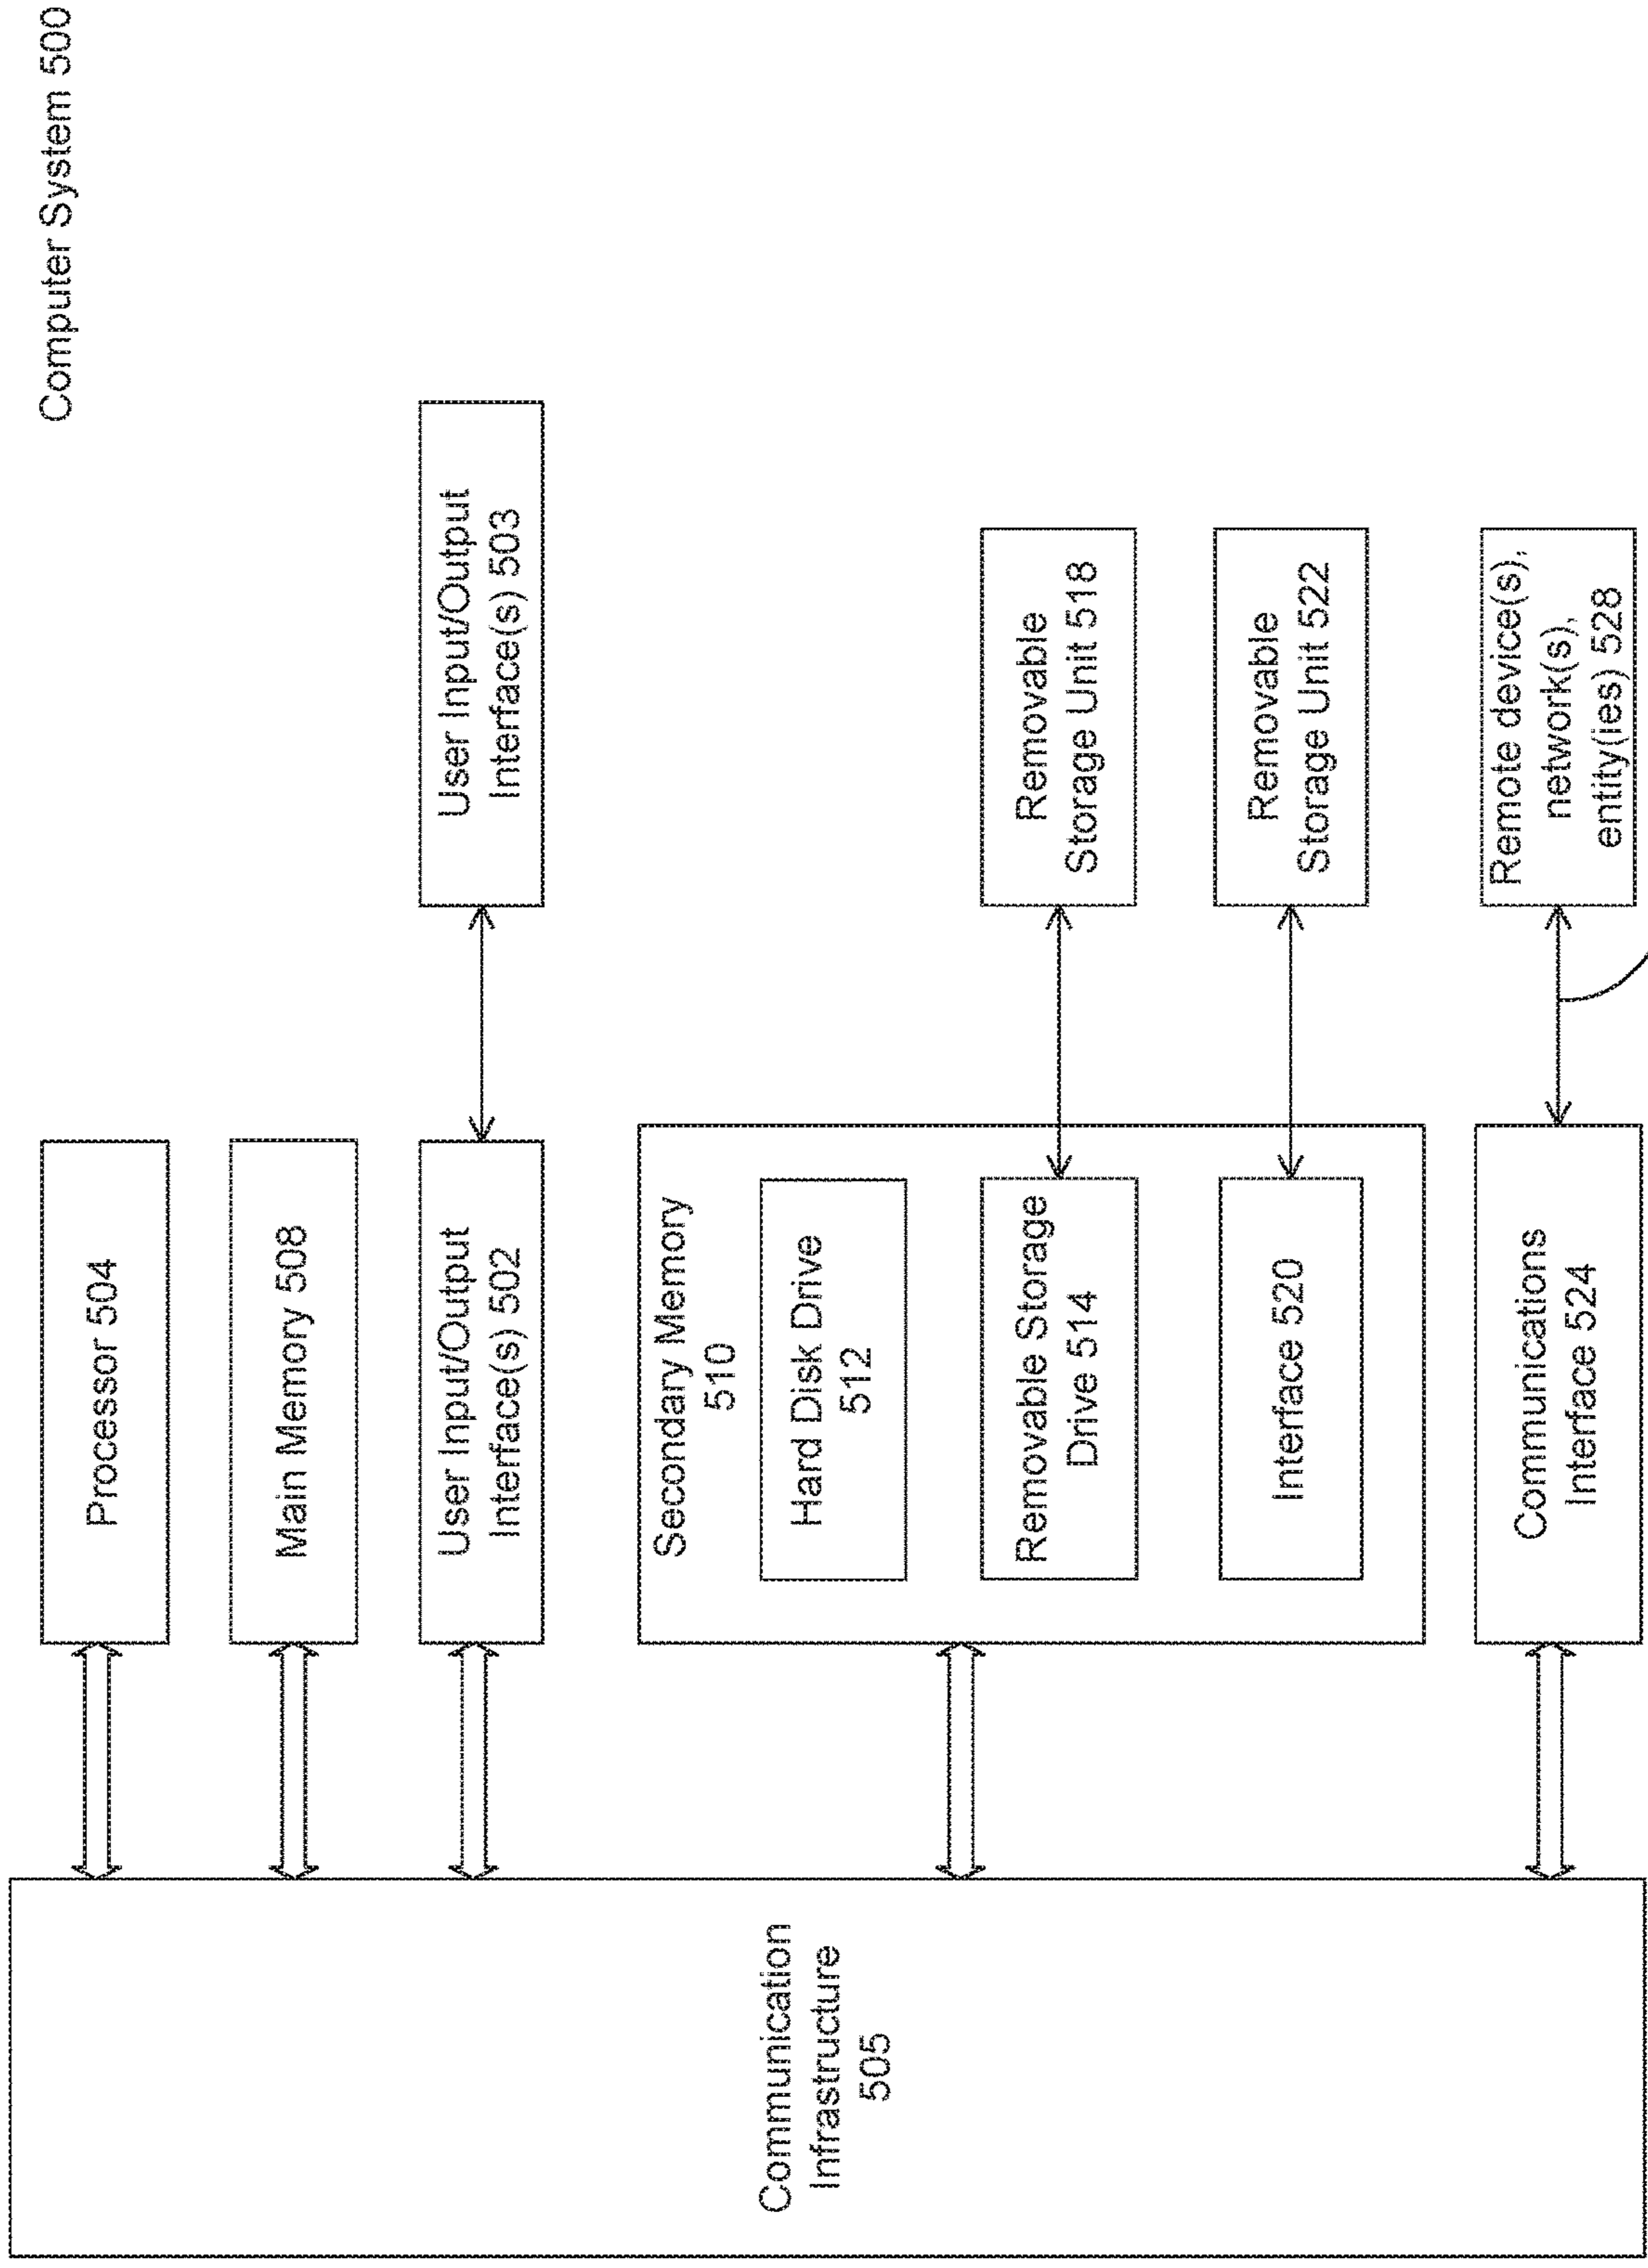 Computer System 500
Processor 504
Main Memory 508
User Input/Output
Interface(s) 502
User Input/Output
Interface(s) 503
Secondary Memory
510
Hard Disk Drive
512
Removable Storage
Drive 514
Removable
Storage Unit 518
Interface 520
Removable
Storage Unit 522
Communications
Interface 524
Remote device(s),
network(s),
entity(ies) 528
Communication
Infrastructure
505